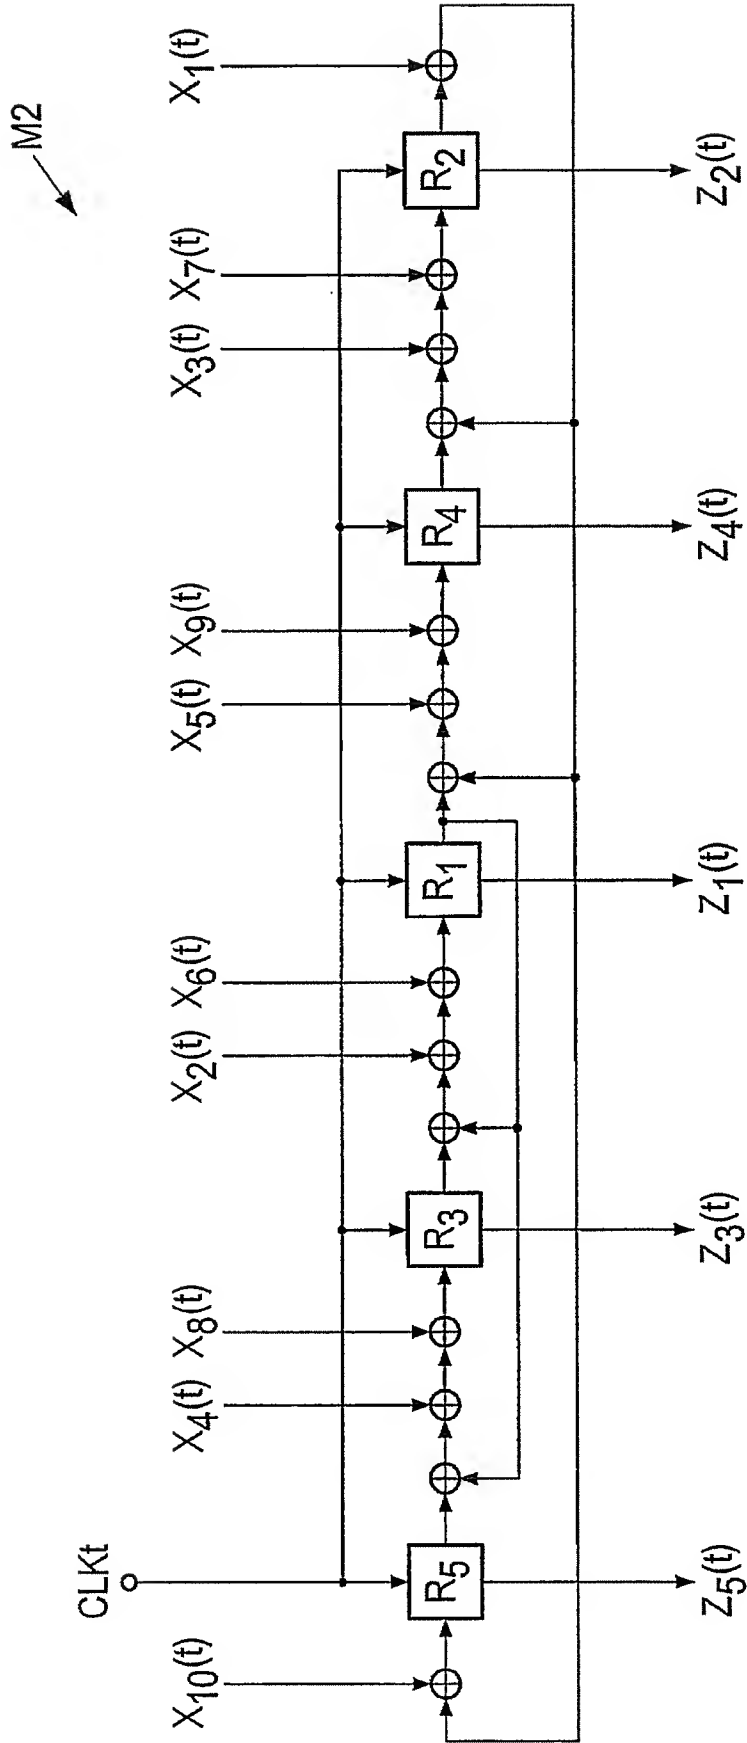 M2
CLKt
X10(t)
X4(t)
X8(t)
X2(t)
X6(t)
X5(t)
X9(t)
X3(t)
X7(t)
X1(t)
R5
R3
R1
R4
R2
Z5(t)
Z3(t)
Z1(t)
Z4(t)
Z2(t)